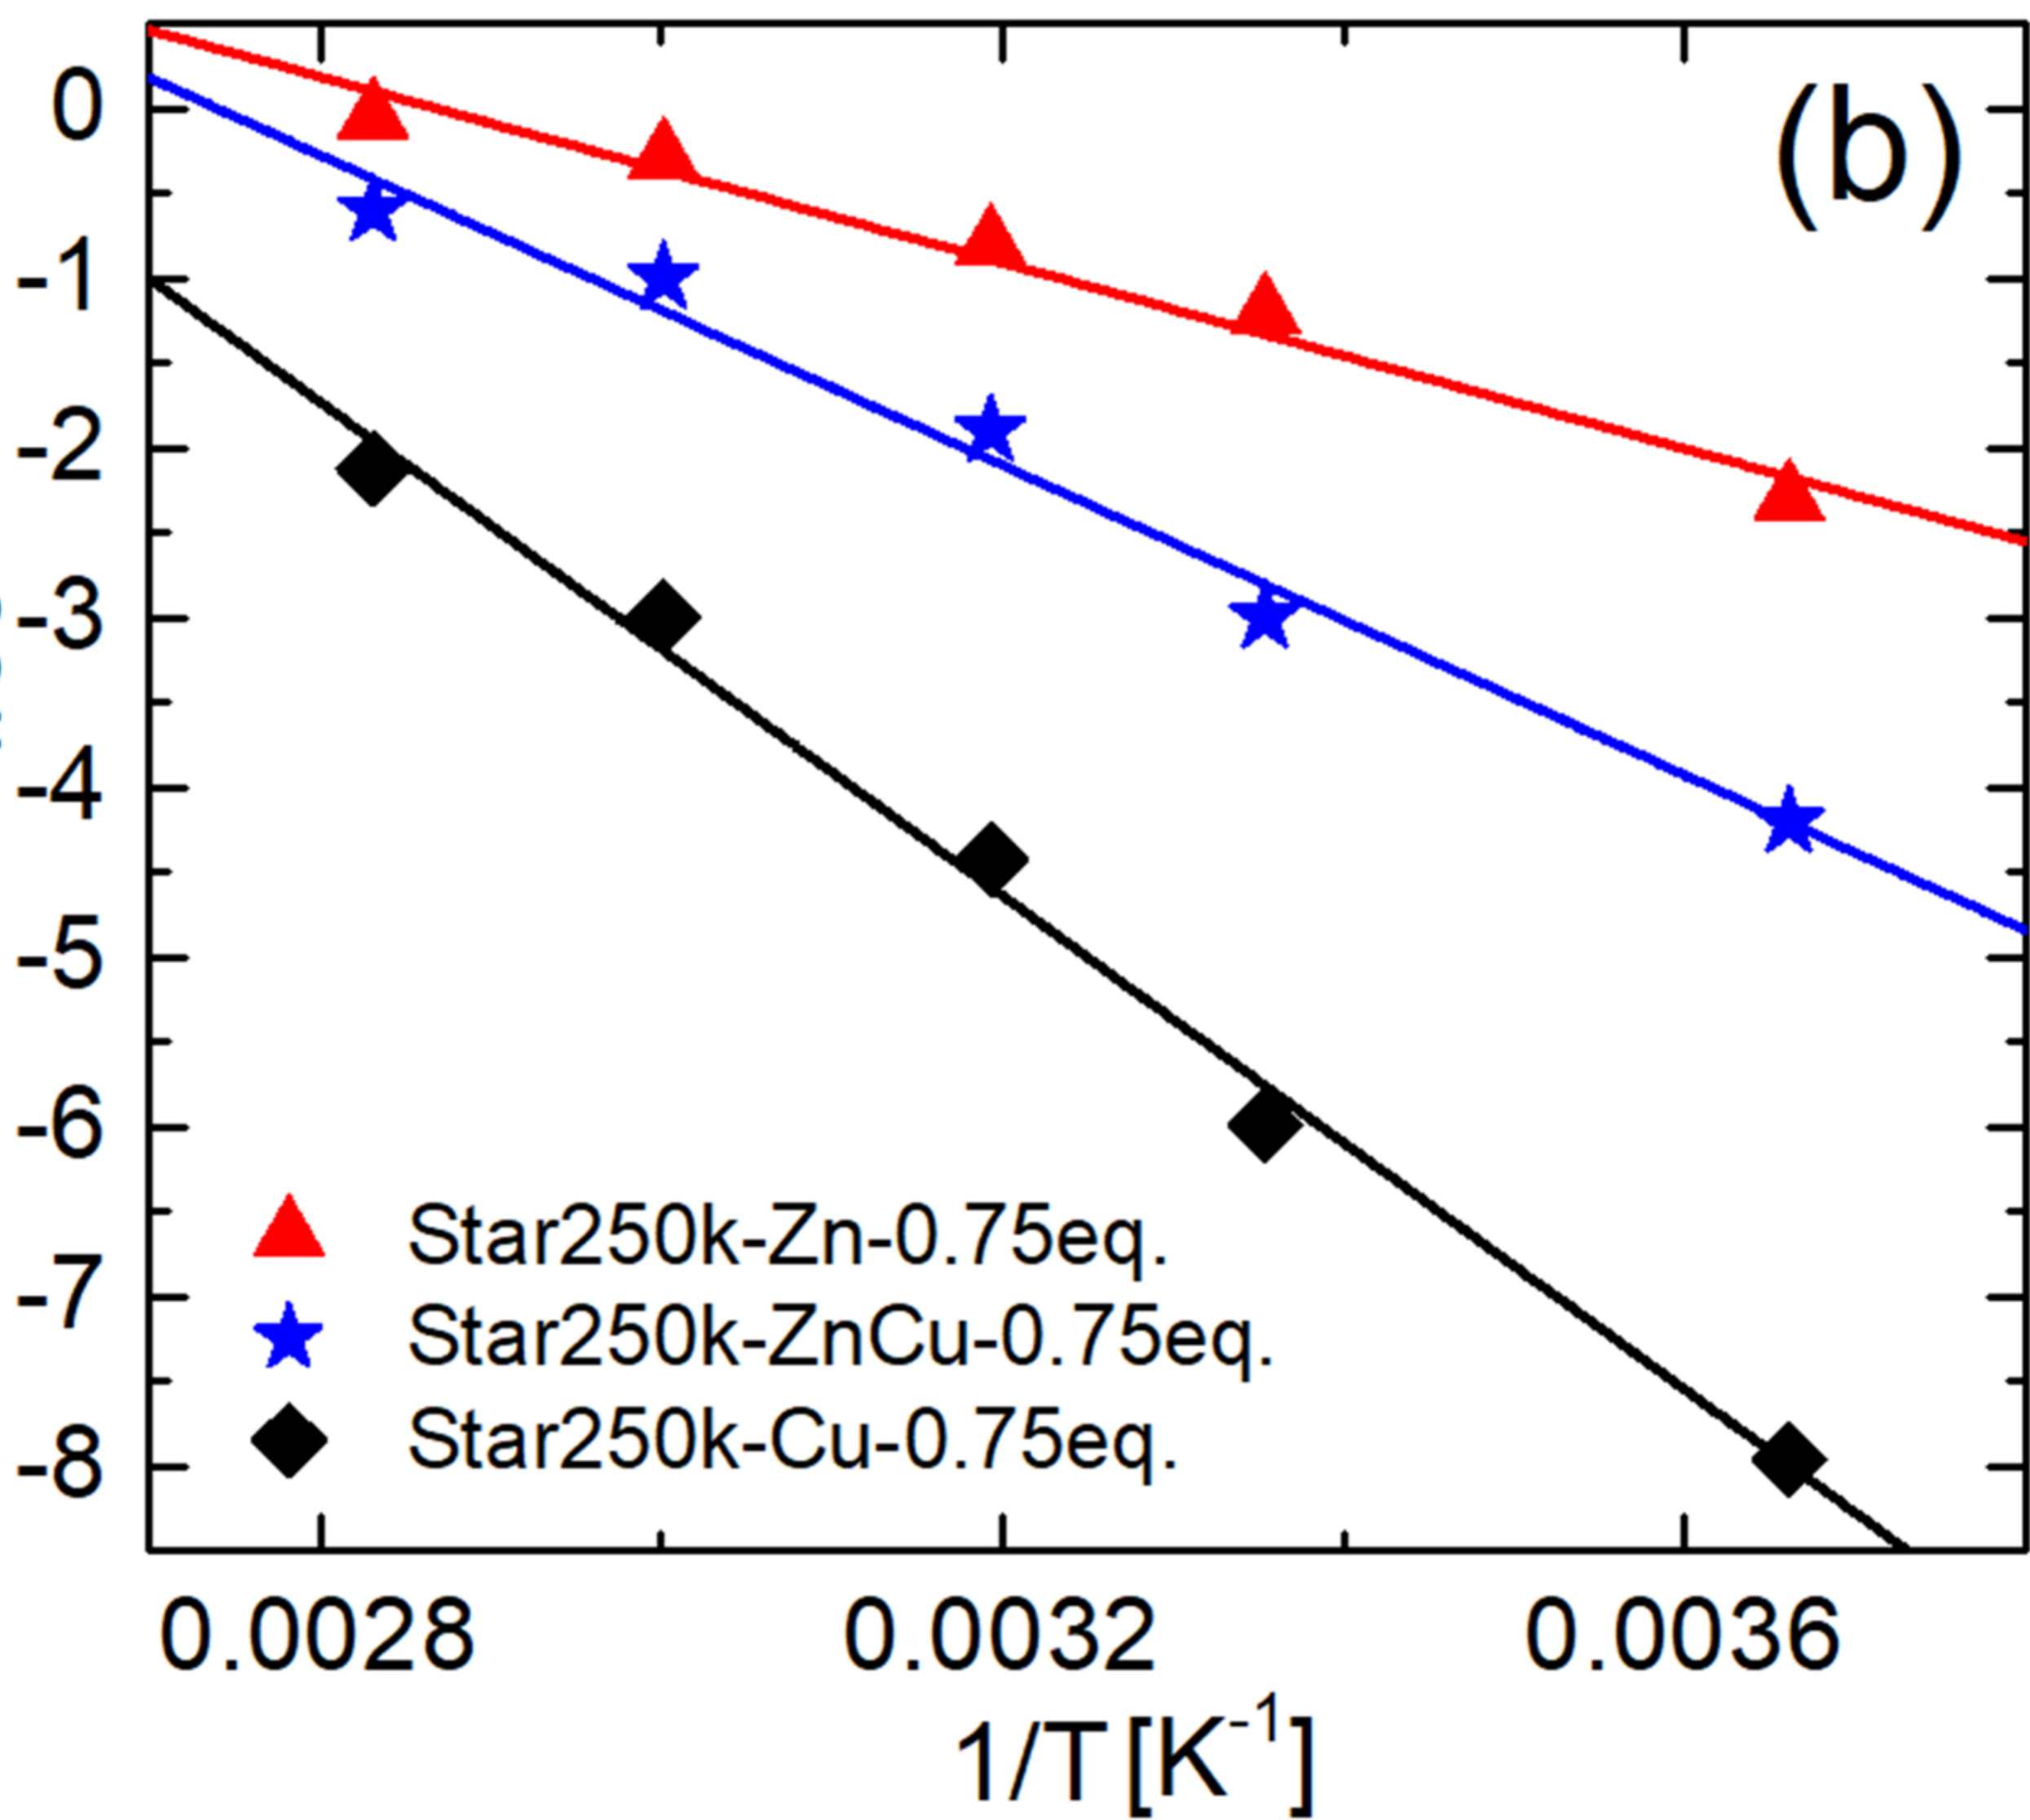 (b)
0
-1
-2
-3
-4
-5
-6
-7
-8
Star250k-Zn-0.75eq.
Star250k-ZnCu-0.75eq.
Star250k-Cu-0.75eq.
0.0028 0.0032 0.0036
1/T [K⁻¹]